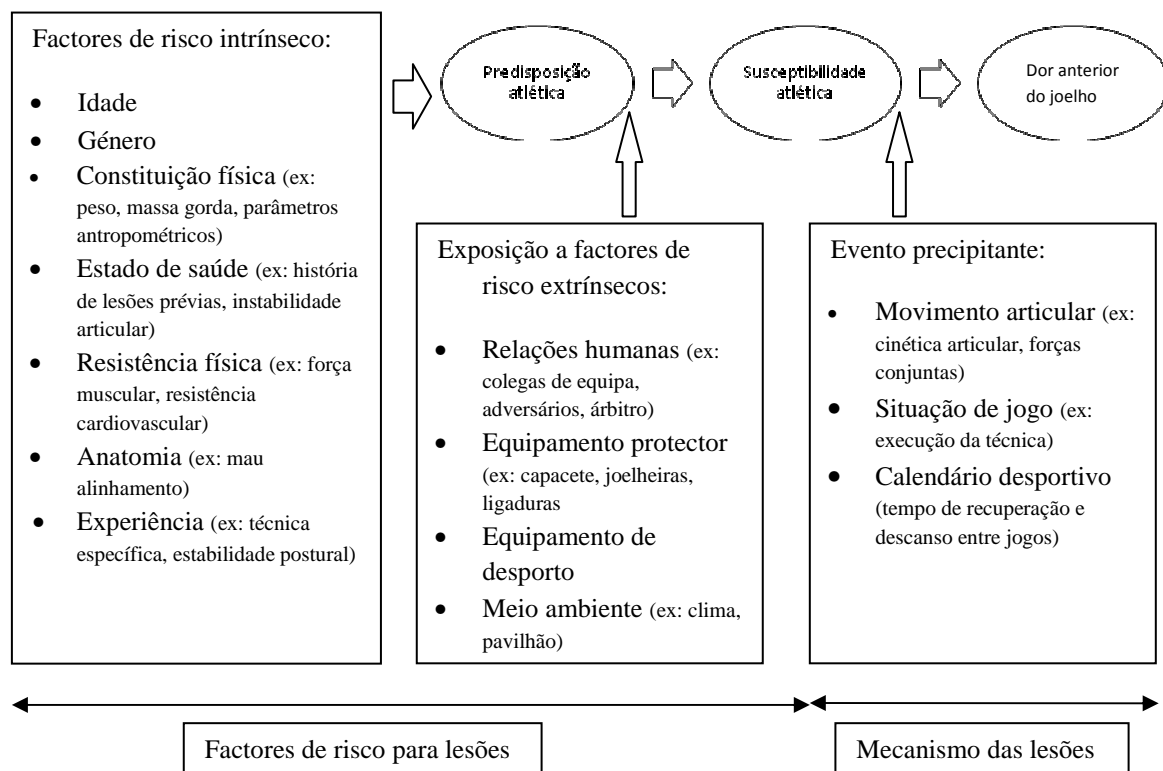 Factores de risco intrínseco:
• Idade
• Género
• Constituição física (ex:
peso, massa gorda, parâmetros
antropométricos)
• Estado de saúde (ex: história
de lesões prévias, instabilidade
articular)
• Resistência física (ex: força
muscular, resistência
cardiovascular)
• Anatomia (ex: mau
alinhamento)
• Experiência (ex: técnica
específica, estabilidade postural)
Predisposição
atlética
Susceptibilidade
atlética
Dor anterior
do joelho
Exposição a factores de
risco extrínsecos:
• Relações humanas (ex:
colegas de equipa,
adversários, árbitro)
• Equipamento protector
(ex: capacete, joelheiras,
ligaduras
• Equipamento de
desporto
• Meio ambiente (ex: clima,
pavilhão)
Evento precipitante:
• Movimento articular (ex:
cinética articular, forças
conjuntas)
• Situação de jogo (ex:
execução da técnica)
• Calendário desportivo
(tempo de recuperação e
descanso entre jogos)
Factores de risco para lesões
Mecanismo das lesões